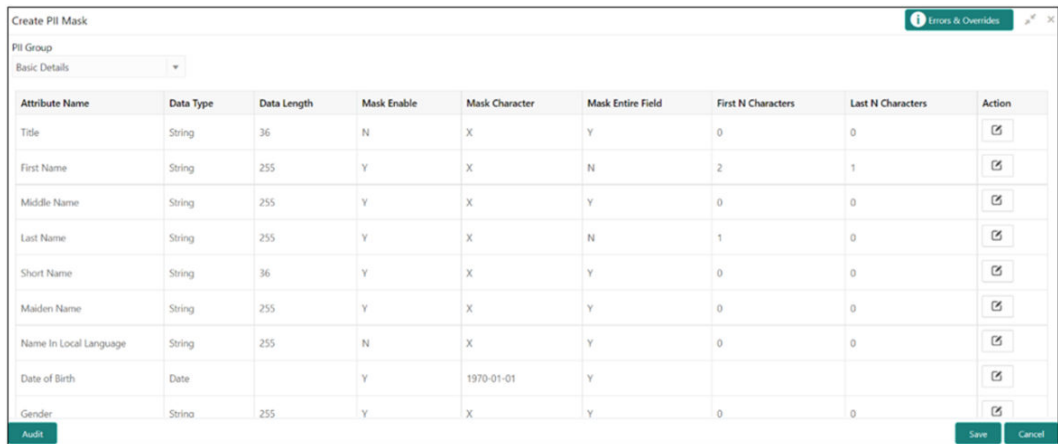 Create PII Mask
Errors & Overrides
PII Group
Basic Details
Attribute Name Data Type Data Length Mask Enable Mask Character Mask Entire Field First N Characters Last N Characters Action
Title String 36 N X Y 0 0
First Name String 255 Y X N 2 1
Middle Name String 255 Y X Y 0 0
Last Name String 255 Y X N 1 0
Short Name String 36 Y X Y 0 0
Maiden Name String 255 Y X Y 0 0
Name In Local Language String 255 N X Y 0 0
Date of Birth Date Y 1970-01-01 Y
Gender String 255 Y X Y 0 0
Audit Save Cancel